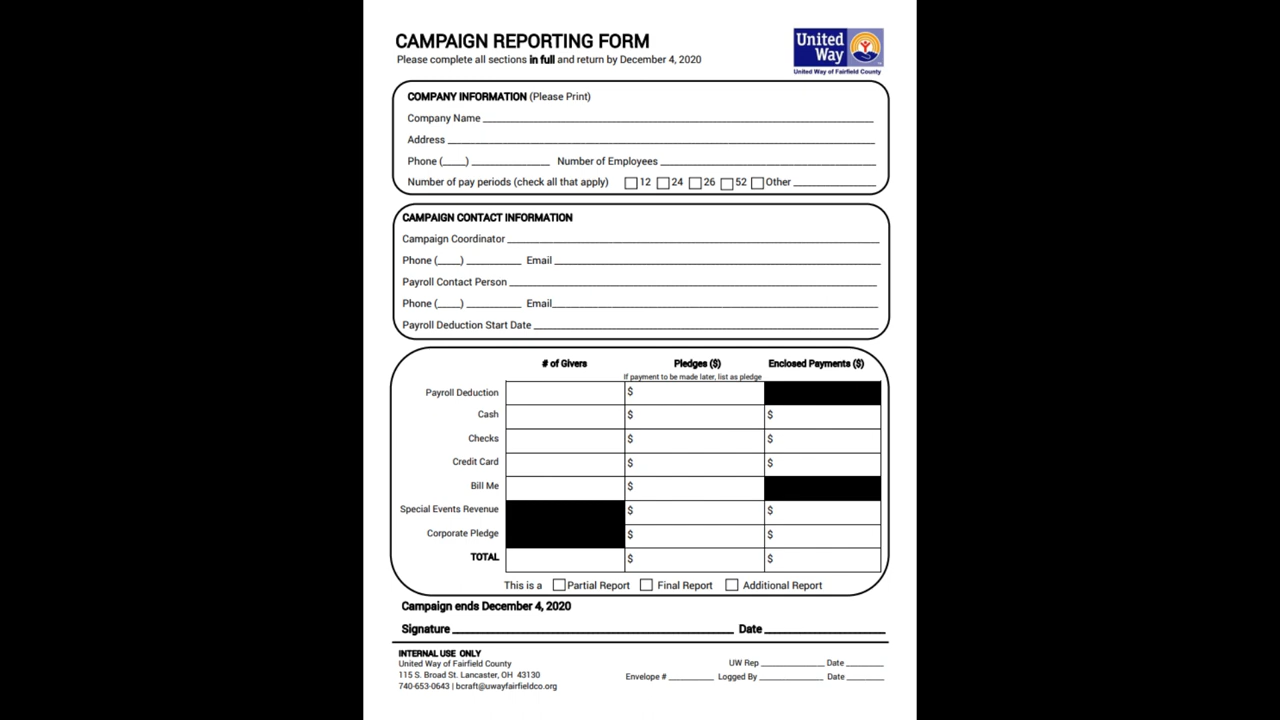 CAMPAIGN REPORTING FORM
Please complete all sections in full and return by December 4, 2020
United Way
United Way of Fairfield County
COMPANY INFORMATION (Please Print)
Company Name
Address
Phone (____) Number of Employees
Number of pay periods (check all that apply) 12 24 26 52 Other
CAMPAIGN CONTACT INFORMATION
Campaign Coordinator
Phone (____) Email
Payroll Contact Person
Phone (____) Email
Payroll Deduction Start Date
# of Givers Pledges ($) Enclosed Payments ($)
If payment to be made later, list as pledge
Payroll Deduction $
Cash $ $
Checks $ $
Credit Card $ $
Bill Me $
Special Events Revenue $ $
Corporate Pledge $ $
TOTAL $ $
This is a Partial Report Final Report Additional Report
Campaign ends December 4, 2020
Signature Date
INTERNAL USE ONLY
United Way of Fairfield County
115 S. Broad St. Lancaster, OH 43130
740-653-0643 | bcraft@uwayfairfieldco.org
UW Rep Date
Envelope # Logged By Date